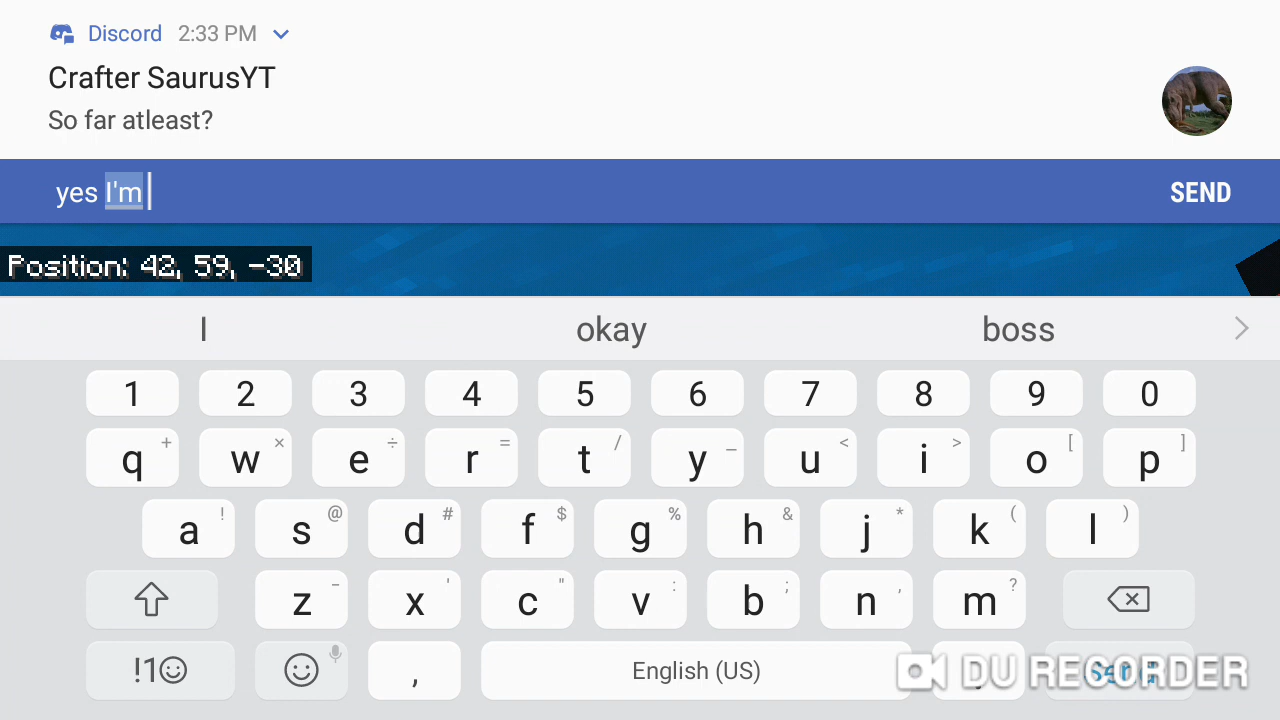 Discord 2:33 PM
Crafter SaurusYT
So far atleast?
yes I'm SEND
Position: 42, 59, -30
I okay boss
1 2 3 4 5 6 7 8 9 0
q + w × e ÷ r = t / y _ u < i > o [ p ]
a ! s @ d # f $ g % h & j * k ( l )
z - x ' c " v : b ; n , m ?
!1 , English (US) . Send
DU RECORDER